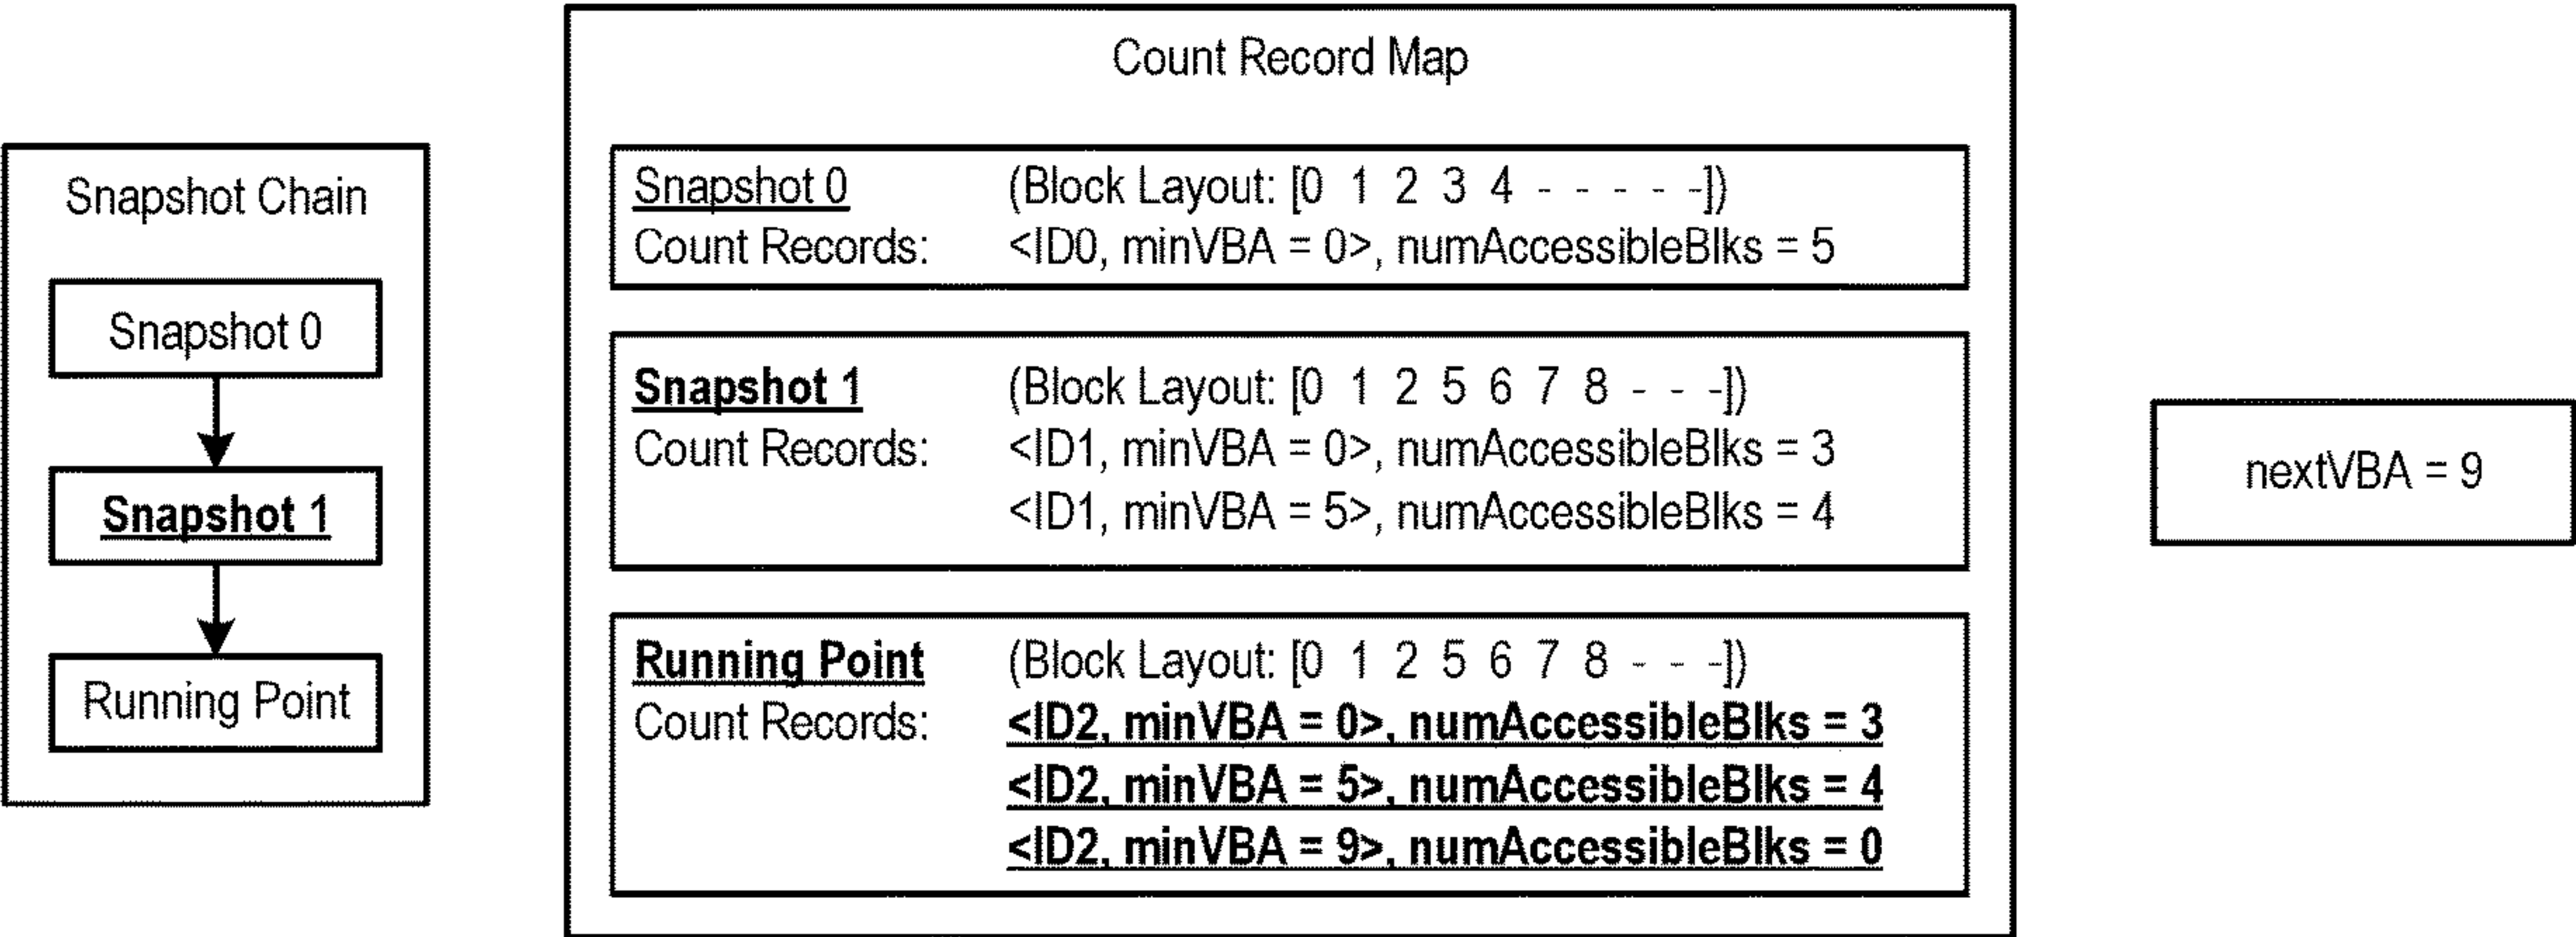 Snapshot Chain
Snapshot 0
Snapshot 1
Running Point
Count Record Map
Snapshot 0 (Block Layout: [0 1 2 3 4 - - - - -])
Count Records: <ID0, minVBA = 0>, numAccessibleBlks = 5
Snapshot 1 (Block Layout: [0 1 2 5 6 7 8 - - -])
Count Records: <ID1, minVBA = 0>, numAccessibleBlks = 3
<ID1, minVBA = 5>, numAccessibleBlks = 4
Running Point (Block Layout: [0 1 2 5 6 7 8 - - -])
Count Records: <ID2, minVBA = 0>, numAccessibleBlks = 3
<ID2, minVBA = 5>, numAccessibleBlks = 4
<ID2, minVBA = 9>, numAccessibleBlks = 0
nextVBA = 9